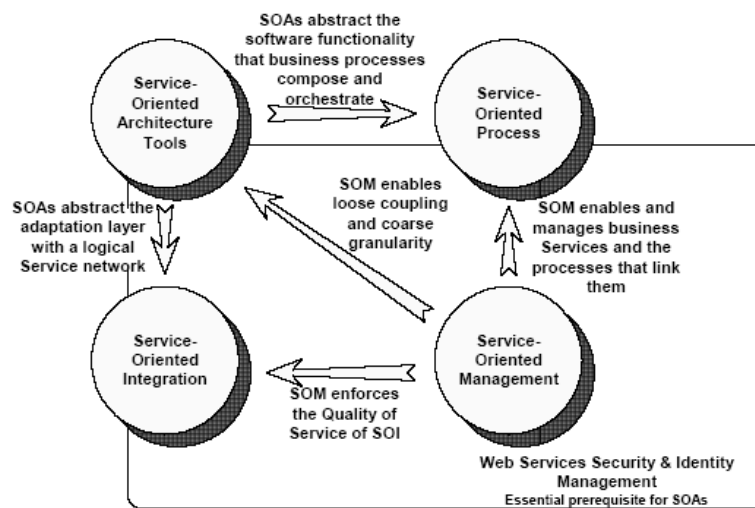 SOAs abstract the
software functionality
that business processes
compose and
orchestrate
Service-
Oriented
Architecture
Tools
Service-
Oriented
Process
SOAs abstract the
adaptation layer
with a logical
Service network
SOM enables
loose coupling
and coarse
granularity
SOM enables and
manages business
Services and the
processes that link
them
Service-
Oriented
Integration
SOM enforces
the Quality of
Service of SOI
Service-
Oriented
Management
Web Services Security & Identity
Management
Essential prerequisite for SOAs